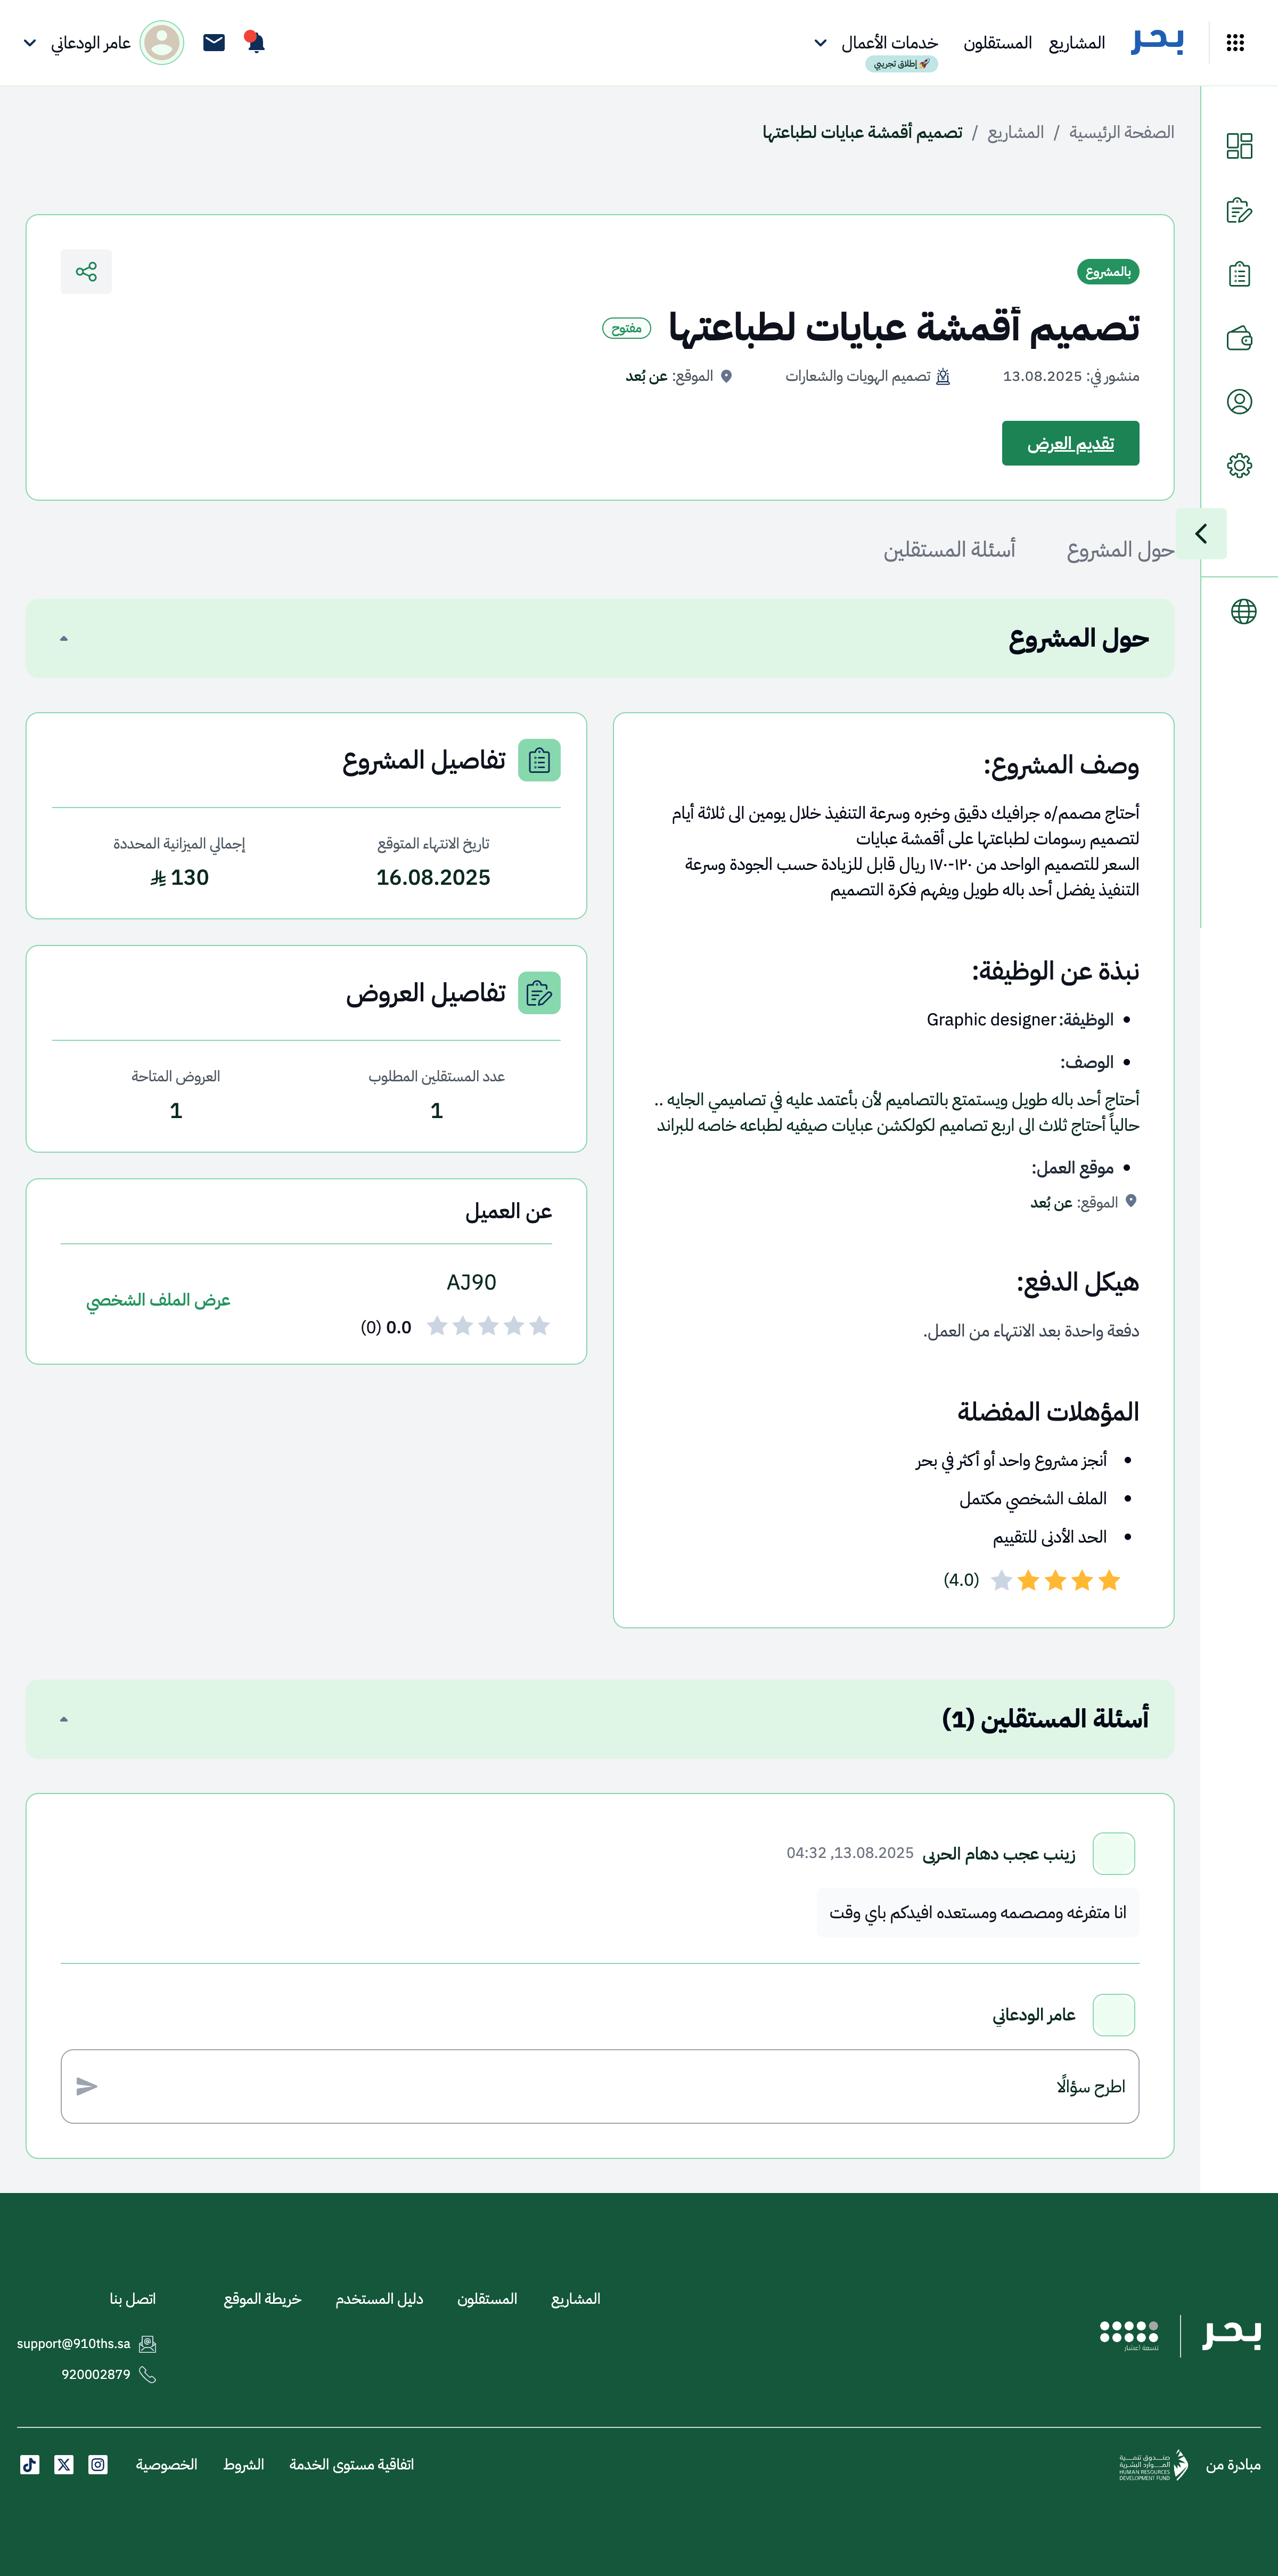 بحر
المشاريع
المستقلون
خدمات الأعمال
إطلاق تجريبي 🚀
عامر الودعاني
الصفحة الرئيسية / المشاريع / تصميم أقمشة عبايات لطباعتها
بالمشروع
تصميم أقمشة عبايات لطباعتها
مفتوح
منشور في: 13.08.2025
تصميم الهويات والشعارات
الموقع: عن بُعد
تقديم العرض
حول المشروع
أسئلة المستقلين
حول المشروع
وصف المشروع:
أحتاج مصمم/ه جرافيك دقيق وخبره وسرعة التنفيذ خلال يومين الى ثلاثة أيام
لتصميم رسومات لطباعتها على أقمشة عبايات
السعر للتصميم الواحد من ١٢٠-١٧٠ ريال قابل للزيادة حسب الجودة وسرعة
التنفيذ يفضل أحد باله طويل ويفهم فكرة التصميم
نبذة عن الوظيفة:
• الوظيفة: Graphic designer
• الوصف:
أحتاج أحد باله طويل ويستمتع بالتصاميم لأن بأعتمد عليه في تصاميمي الجايه ..
حالياً أحتاج ثلاث الى اربع تصاميم لكولكشن عبايات صيفيه لطباعه خاصه للبراند
• موقع العمل:
الموقع: عن بُعد
هيكل الدفع:
دفعة واحدة بعد الانتهاء من العمل.
المؤهلات المفضلة
• أنجز مشروع واحد أو أكثر في بحر
• الملف الشخصي مكتمل
• الحد الأدنى للتقييم
(4.0)
تفاصيل المشروع
تاريخ الانتهاء المتوقع
16.08.2025
إجمالي الميزانية المحددة
130
تفاصيل العروض
عدد المستقلين المطلوب
1
العروض المتاحة
1
عن العميل
AJ90
0.0 (0)
عرض الملف الشخصي
أسئلة المستقلين (1)
زينب عجب دهام الحربى
13.08.2025, 04:32
انا متفرغه ومصصمه ومستعده افيدكم باي وقت
عامر الودعاني
اطرح سؤالًا
بحر
تسعة أعشار
المشاريع
المستقلون
دليل المستخدم
خريطة الموقع
اتصل بنا
support@910ths.sa
920002879
مبادرة من
صندوق تنمية
الموارد البشرية
HUMAN RESOURCES
DEVELOPMENT FUND
اتفاقية مستوى الخدمة
الشروط
الخصوصية